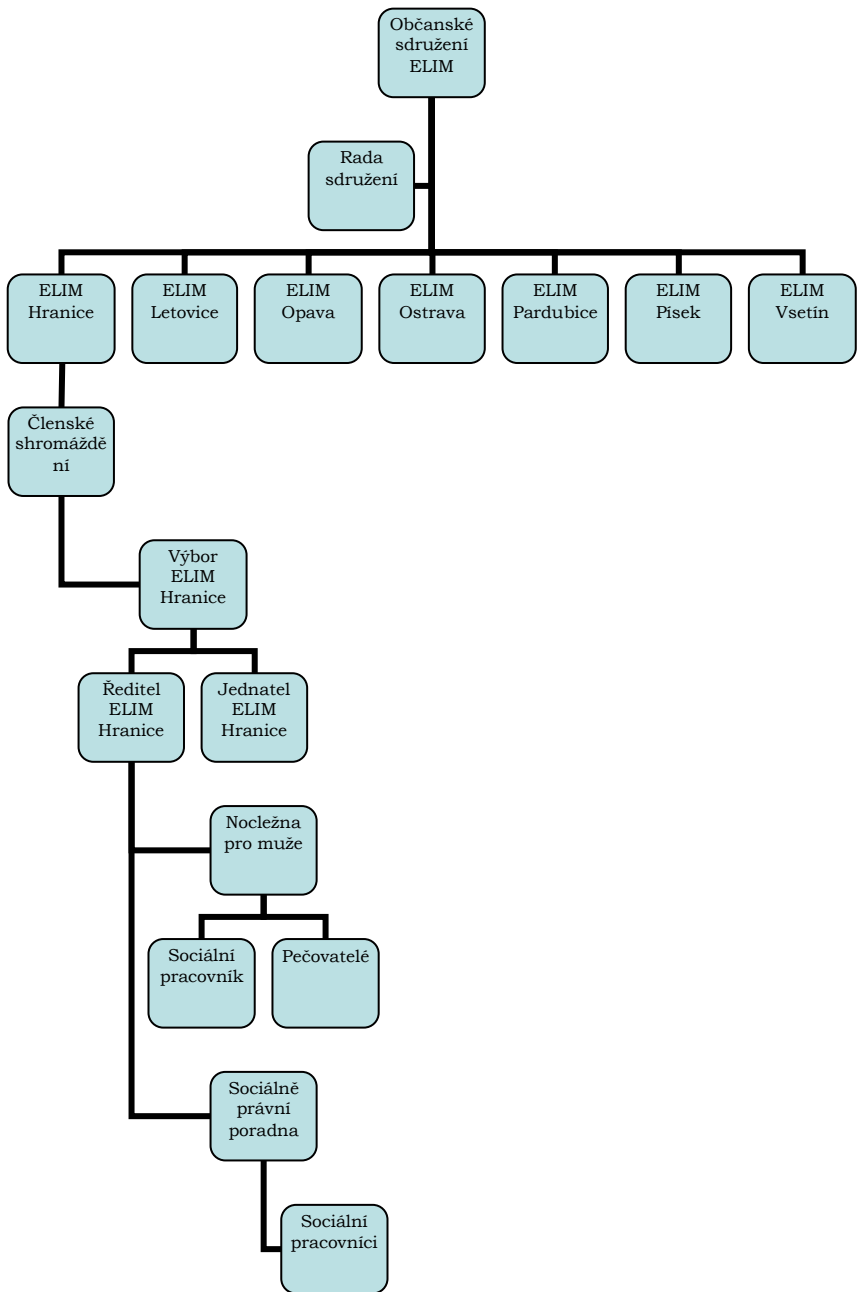 Občanské
sdružení
ELIM
Rada
sdružení
ELIM
Hranice
ELIM
Letovice
ELIM
Opava
ELIM
Ostrava
ELIM
Pardubice
ELIM
Písek
ELIM
Vsetín
Členské
shromáždě
ní
Výbor
ELIM
Hranice
Ředitel
ELIM
Hranice
Jednatel
ELIM
Hranice
Nocležna
pro muže
Sociální
pracovník
Pečovatelé
Sociálně
právní
poradna
Sociální
pracovníci